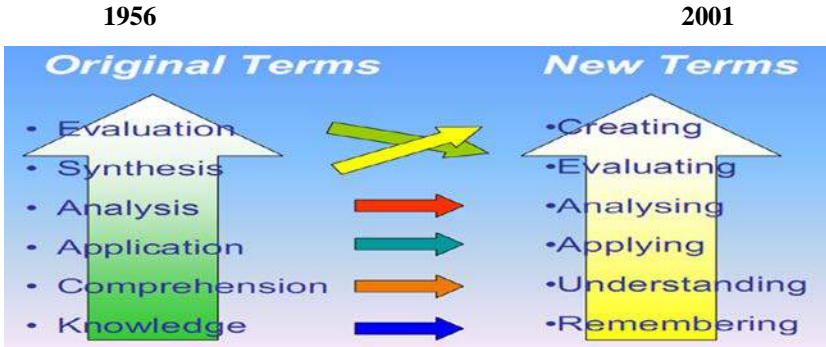 1956 2001
Original Terms New Terms
• Evaluation •Creating
• Synthesis •Evaluating
• Analysis •Analysing
• Application •Applying
• Comprehension •Understanding
• Knowledge •Remembering